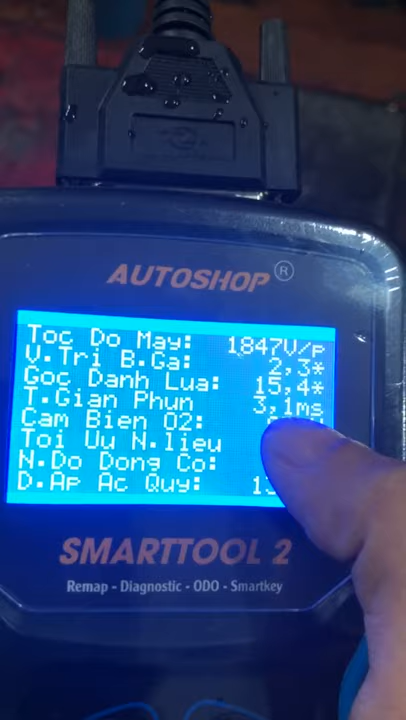 AUTOSHOP ®
Toc Do May: 1847V/p
V.Tri B.Ga: 2,3*
Goc Danh Lua: 15,4*
T.Gian Phun 3,1ms
Cam Bien O2:
Toi Uu N.lieu
N.Do Dong Co:
D.Ap Ac Quy:
SMARTTOOL 2
Remap - Diagnostic - ODO - Smartkey